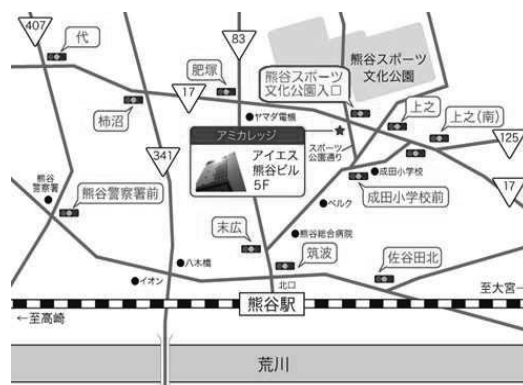 407
代
83
肥塚
熊谷スポーツ
文化公園
熊谷スポーツ
文化公園入口
17
柿沼
ヤマダ電機
上之
上之(南)
125
アミカレッジ
アイエス
熊谷ビル
5F
スポーツ
公園通り
341
成田小学校
17
熊谷
警察署
熊谷警察署前
成田小学校前
ベルク
末広
熊谷総合病院
筑波
佐谷田北
八木橋
イオン
北口
熊谷駅
至大宮→
←至高崎
荒川